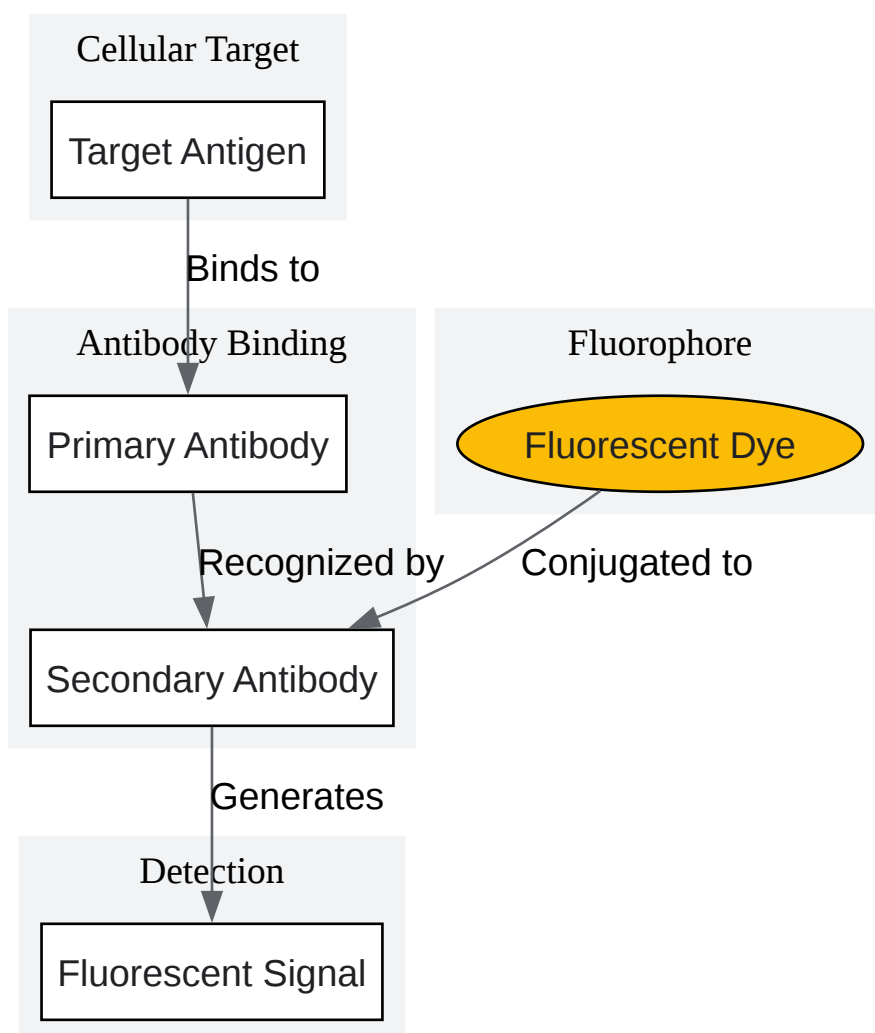 Cellular Target
Target Antigen
Binds to
Antibody Binding
Fluorophore
Primary Antibody
Fluorescent Dye
Recognized by
Conjugated to
Secondary Antibody
Generates
Detection
Fluorescent Signal